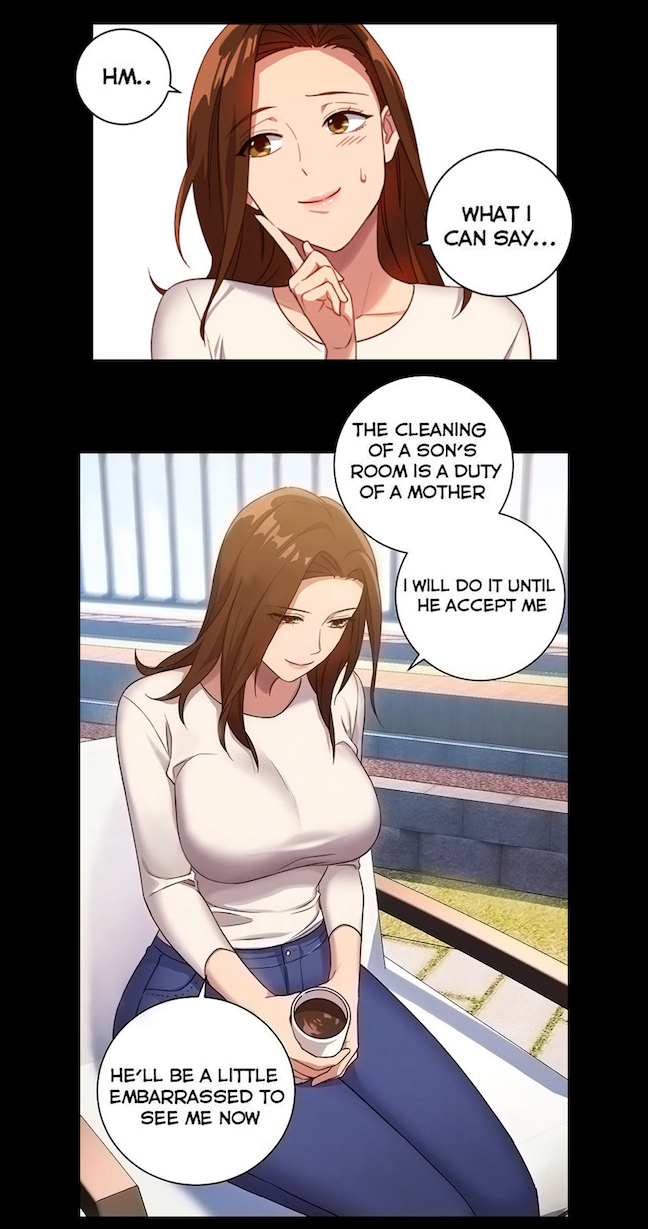 HM..
WHAT I
CAN SAY...
THE CLEANING
OF A SON'S
ROOM IS A DUTY
OF A MOTHER
I WILL DO IT UNTIL
HE ACCEPT ME
HE'LL BE A LITTLE
EMBARRASSED TO
SEE ME NOW